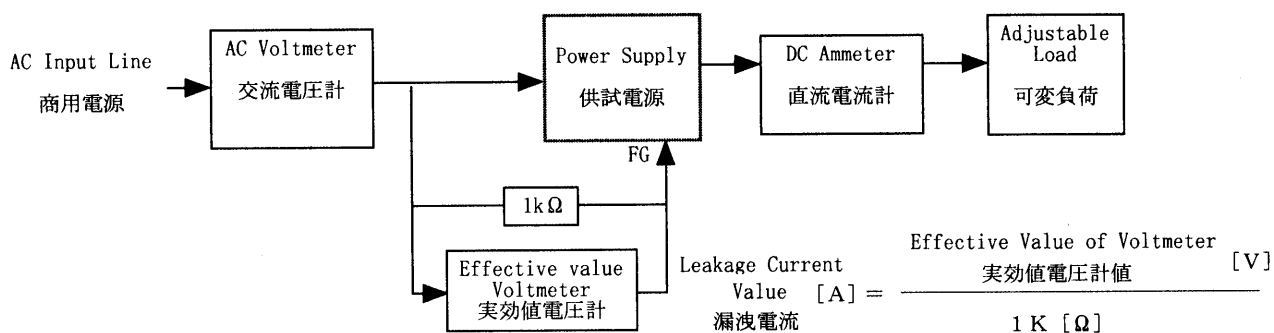 AC Input Line
商用電源
AC Voltmeter
交流電圧計
Power Supply
供試電源
DC Ammeter
直流電流計
Adjustable
Load
可変負荷
FG
1kΩ
Effective value
Voltmeter
実効値電圧計
Leakage Current
Value [A] =
漏洩電流
Effective Value of Voltmeter
実効値電圧計値 [V]
1 K [Ω]